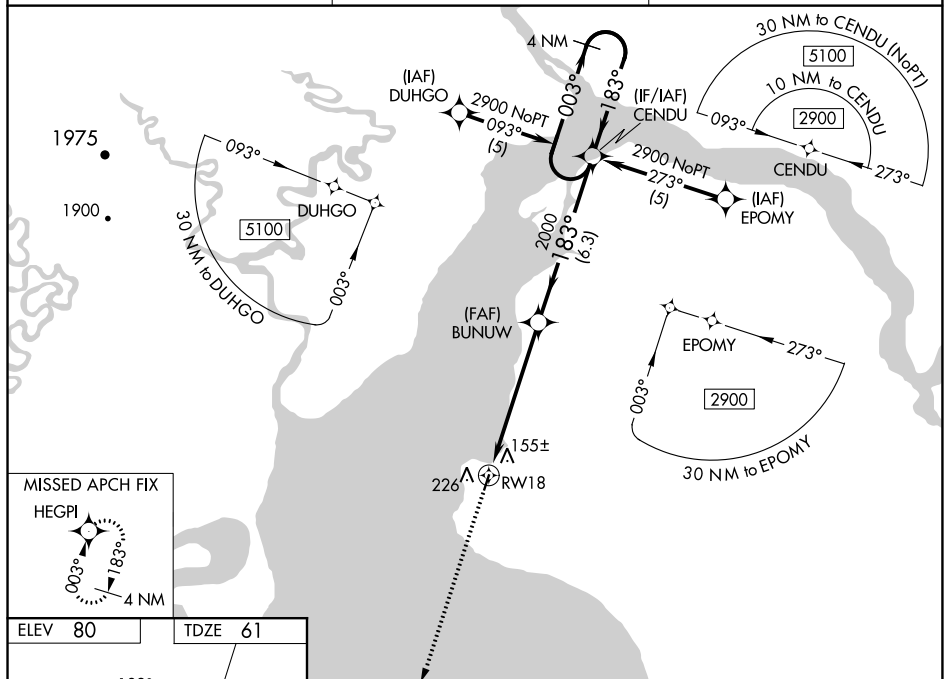 30 NM to CENDU (NoPT)
5100
10 NM to CENDU
2900
093°
CENDU
273°
4 NM
003°
183°
(IAF)
DUHGO
2900 NoPT
093°
(5)
(IF/IAF)
CENDU
2900 NoPT
273°
(5)
(IAF)
EPOMY
1975
1900
093°
DUHGO
5100
003°
30 NM to DUHGO
2000
183°
(6.3)
(FAF)
BUNUW
EPOMY
273°
003°
2900
30 NM to EPOMY
155±
226
RW18
MISSED APCH FIX
HEGPI
003°
183°
4 NM
ELEV 80
TDZE 61